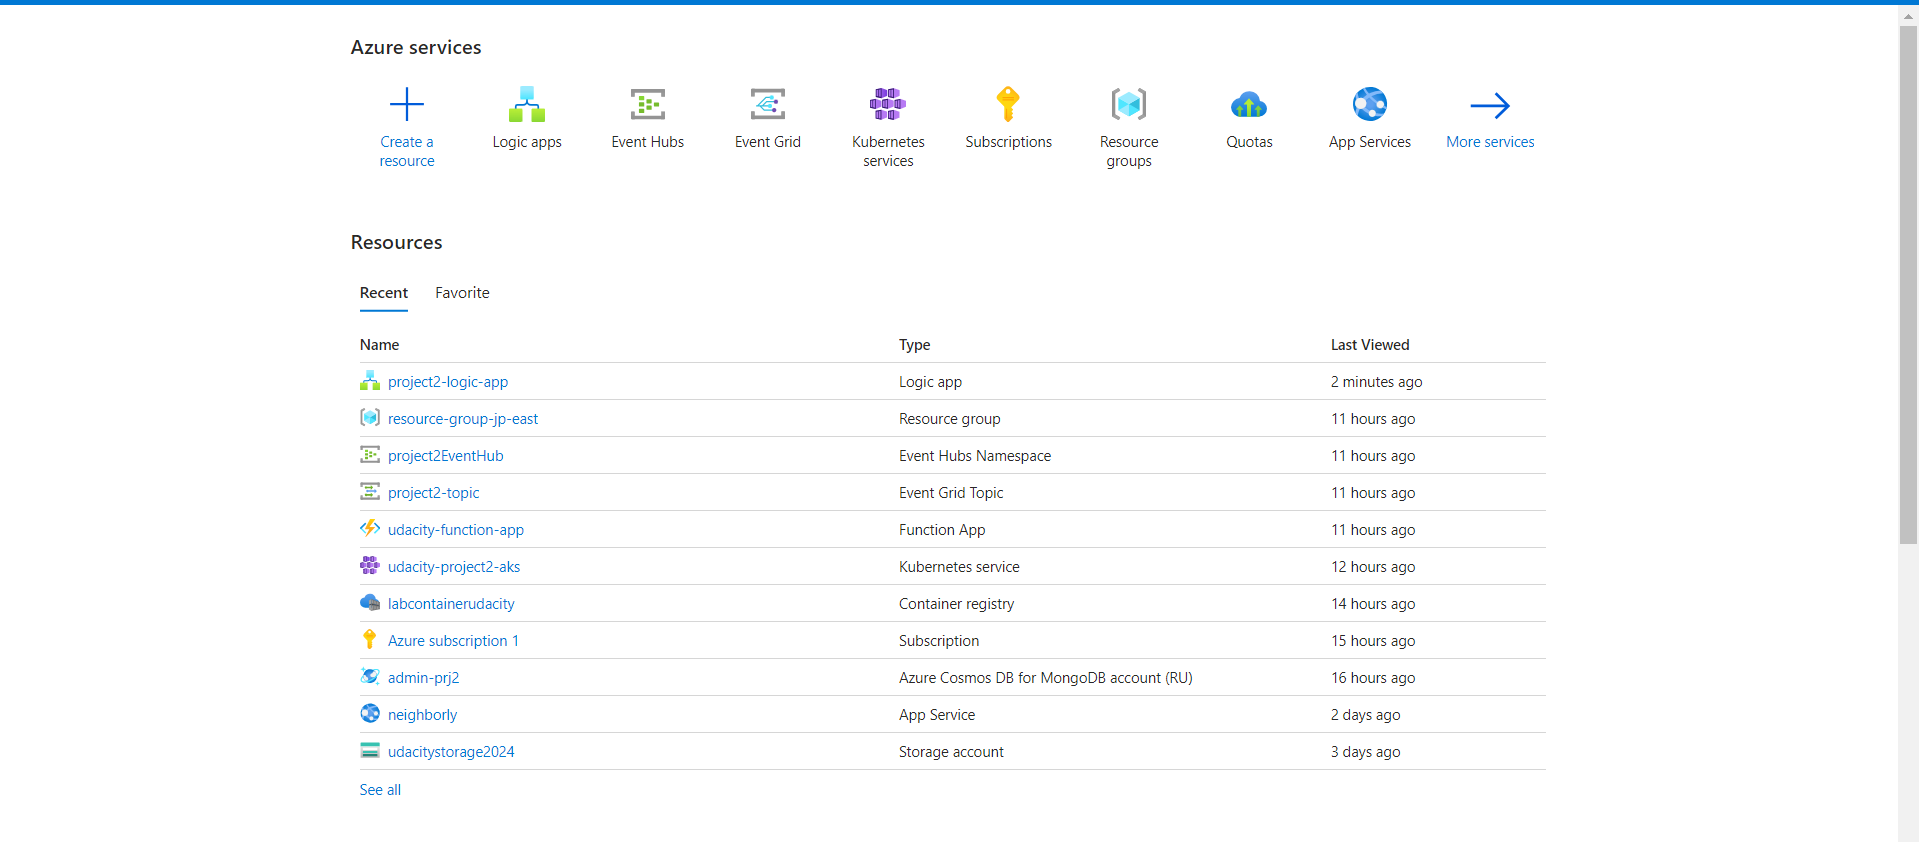 Azure services
Create a resource
Logic apps
Event Hubs
Event Grid
Kubernetes services
Subscriptions
Resource groups
Quotas
App Services
More services
Resources
Recent Favorite
Name Type Last Viewed
project2-logic-app Logic app 2 minutes ago
resource-group-jp-east Resource group 11 hours ago
project2EventHub Event Hubs Namespace 11 hours ago
project2-topic Event Grid Topic 11 hours ago
udacity-function-app Function App 11 hours ago
udacity-project2-aks Kubernetes service 12 hours ago
labcontainerudacity Container registry 14 hours ago
Azure subscription 1 Subscription 15 hours ago
admin-prj2 Azure Cosmos DB for MongoDB account (RU) 16 hours ago
neighborly App Service 2 days ago
udacitystorage2024 Storage account 3 days ago
See all